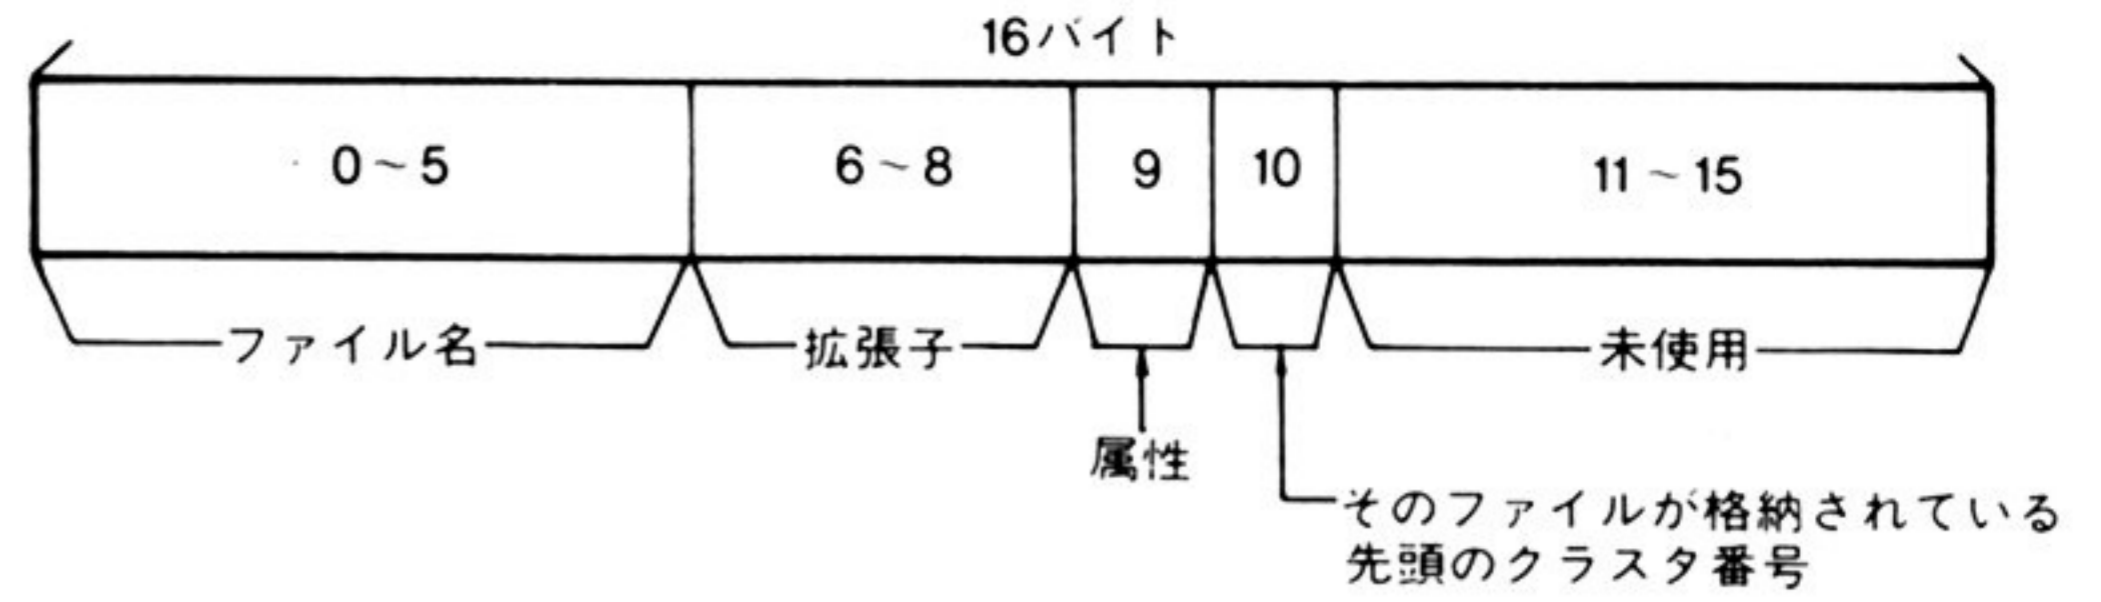 16バイト
0～5
6～8
9
10
11～15
ファイル名
拡張子
未使用
属性
そのファイルが格納されている
先頭のクラスタ番号